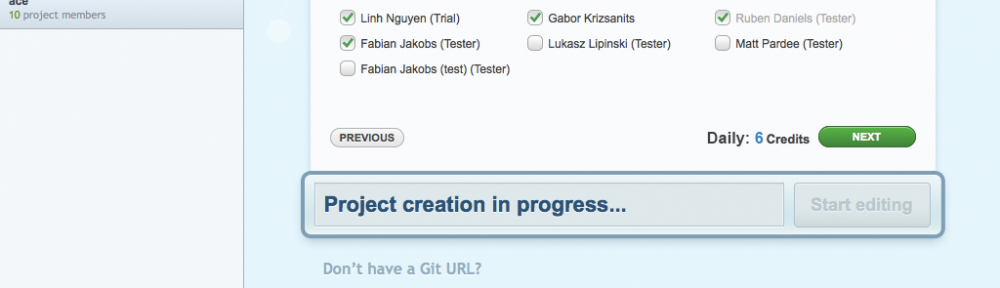 ace
10 project members
Linh Nguyen (Trial)
Gabor Krizsanits
Ruben Daniels (Tester)
Fabian Jakobs (Tester)
Lukasz Lipinski (Tester)
Matt Pardee (Tester)
Fabian Jakobs (test) (Tester)
PREVIOUS
Daily: 6 Credits
NEXT
Project creation in progress...
Start editing
Don't have a Git URL?